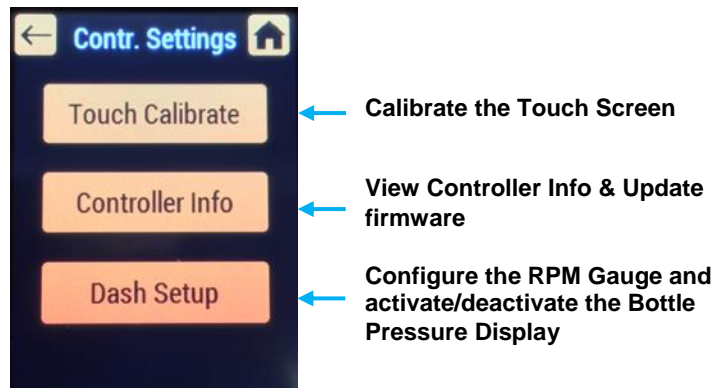 Contr. Settings
Touch Calibrate
Calibrate the Touch Screen
Controller Info
View Controller Info & Update
firmware
Dash Setup
Configure the RPM Gauge and
activate/deactivate the Bottle
Pressure Display